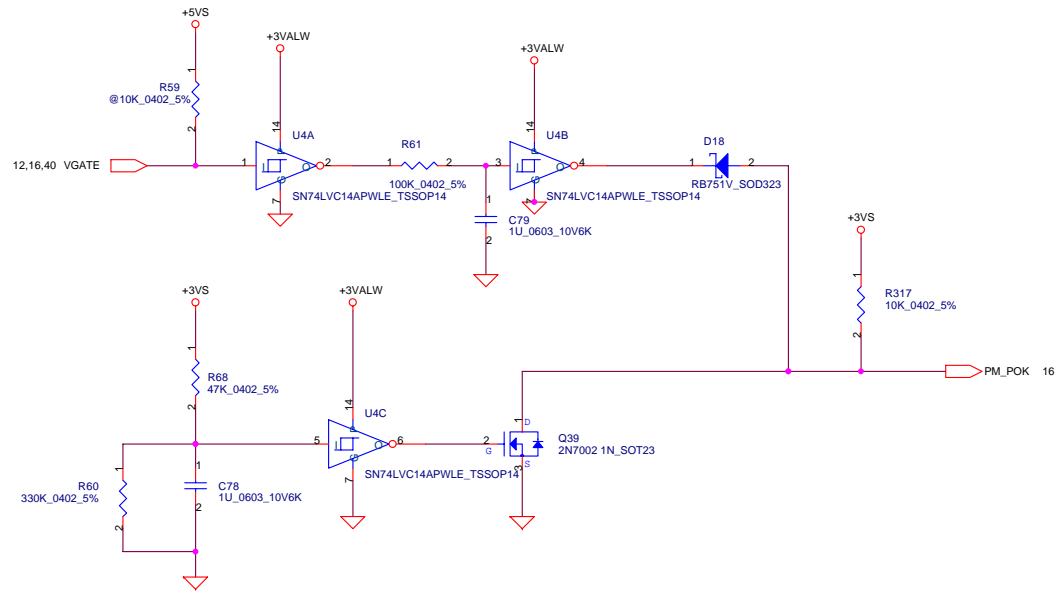 +5VS
+3VALW
+3VALW
1
R59
@10K_0402_5%
2
14
U4A
P
1
I
O
2
G
7
SN74LVC14APWLE_TSSOP14
12,16,40 VGATE
R61
1
2
100K_0402_5%
14
U4B
P
3
I
O
4
G
7
SN74LVC14APWLE_TSSOP14
1
C79
1U_0603_10V6K
2
D18
1
2
RB751V_SOD323
+3VS
1
R317
10K_0402_5%
2
PM_POK 16
+3VS
+3VALW
1
R68
47K_0402_5%
2
14
U4C
P
5
I
O
6
G
7
SN74LVC14APWLE_TSSOP14
1
D
2
G
Q39
2N7002 1N_SOT23
S
3
1
R60
330K_0402_5%
2
1
C78
1U_0603_10V6K
2